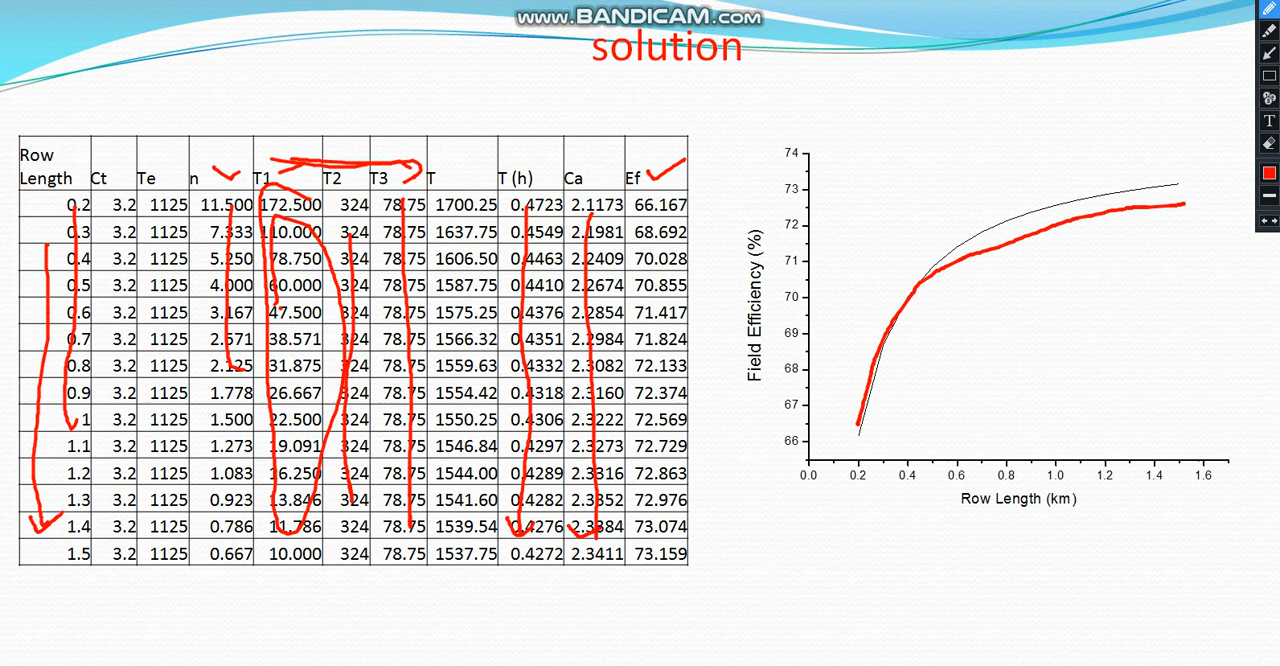 www.BANDICAM.com
solution
Row
Length Ct Te n T1 T2 T3 T T (h) Ca Ef
0.2 3.2 1125 11.500 172.500 324 78.75 1700.25 0.4723 2.1173 66.167
0.3 3.2 1125 7.333 110.000 324 78.75 1637.75 0.4549 2.1981 68.692
0.4 3.2 1125 5.250 78.750 324 78.75 1606.50 0.4463 2.2409 70.028
0.5 3.2 1125 4.000 60.000 324 78.75 1587.75 0.4410 2.2674 70.855
0.6 3.2 1125 3.167 47.500 324 78.75 1575.25 0.4376 2.2854 71.417
0.7 3.2 1125 2.571 38.571 324 78.75 1566.32 0.4351 2.2984 71.824
0.8 3.2 1125 2.125 31.875 324 78.75 1559.63 0.4332 2.3082 72.133
0.9 3.2 1125 1.778 26.667 324 78.75 1554.42 0.4318 2.3160 72.374
1 3.2 1125 1.500 22.500 324 78.75 1550.25 0.4306 2.3222 72.569
1.1 3.2 1125 1.273 19.091 324 78.75 1546.84 0.4297 2.3273 72.729
1.2 3.2 1125 1.083 16.250 324 78.75 1544.00 0.4289 2.3316 72.863
1.3 3.2 1125 0.923 13.846 324 78.75 1541.60 0.4282 2.3352 72.976
1.4 3.2 1125 0.786 11.786 324 78.75 1539.54 0.4276 2.3384 73.074
1.5 3.2 1125 0.667 10.000 324 78.75 1537.75 0.4272 2.3411 73.159
74
73
72
71
70
69
68
67
66
Field Efficiency (%)
0.0 0.2 0.4 0.6 0.8 1.0 1.2 1.4 1.6
Row Length (km)
T